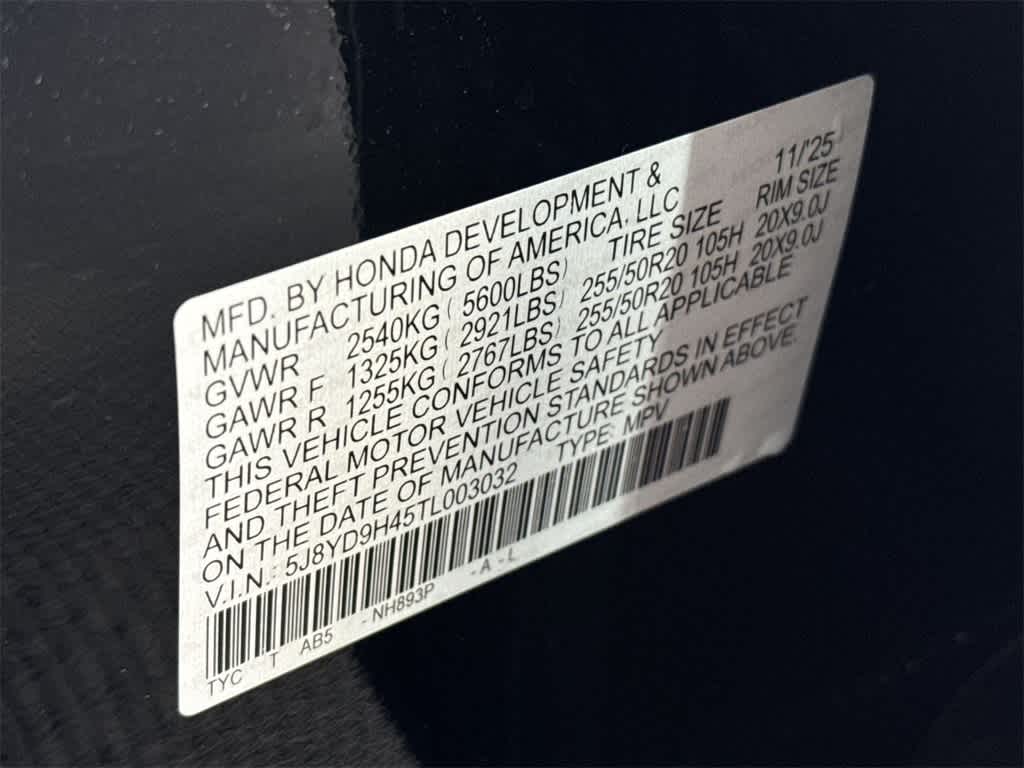 MFD. BY HONDA DEVELOPMENT & 11/'25
MANUFACTURING OF AMERICA, LLC RIM SIZE
GVWR 2540KG ( 5600LBS) TIRE SIZE
GAWR F 1325KG ( 2921LBS) 255/50R20 105H 20X9.0J
GAWR R 1255KG ( 2767LBS) 255/50R20 105H 20X9.0J
THIS VEHICLE CONFORMS TO ALL APPLICABLE
FEDERAL MOTOR VEHICLE SAFETY
AND THEFT PREVENTION STANDARDS IN EFFECT
ON THE DATE OF MANUFACTURE SHOWN ABOVE.
V.I.N.: 5J8YD9H45TL003032 TYPE: MPV
TYC T AB5 - NH893P - A - L